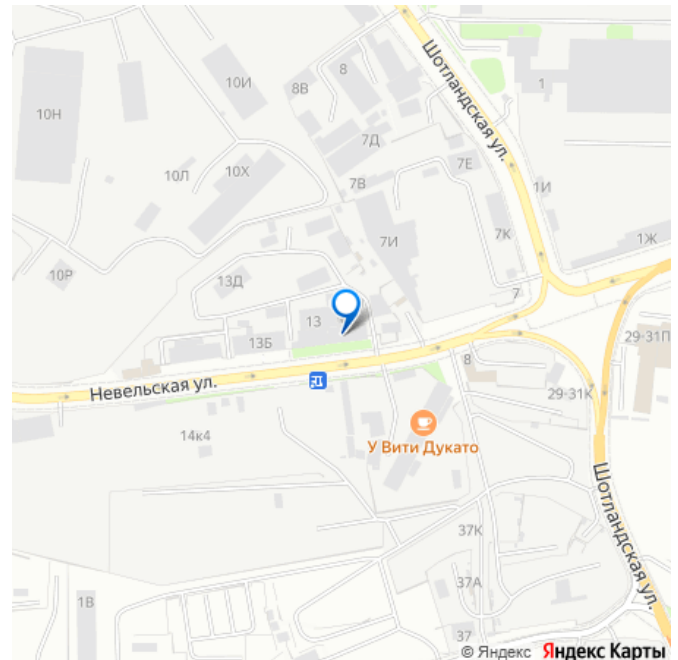 Шотландская ул.
1
10И
8
8В
10Н
7Д
10Л
10Х
7Е
7В
1И
7И
7К
1Ж
10Р
13Д
7
13
13Б
29-31П
8
Невельская ул.
29-31К
14к4
У Вити Дукато
Шотландская ул.
37К
37А
1В
37
© Яндекс Яндекс Карты